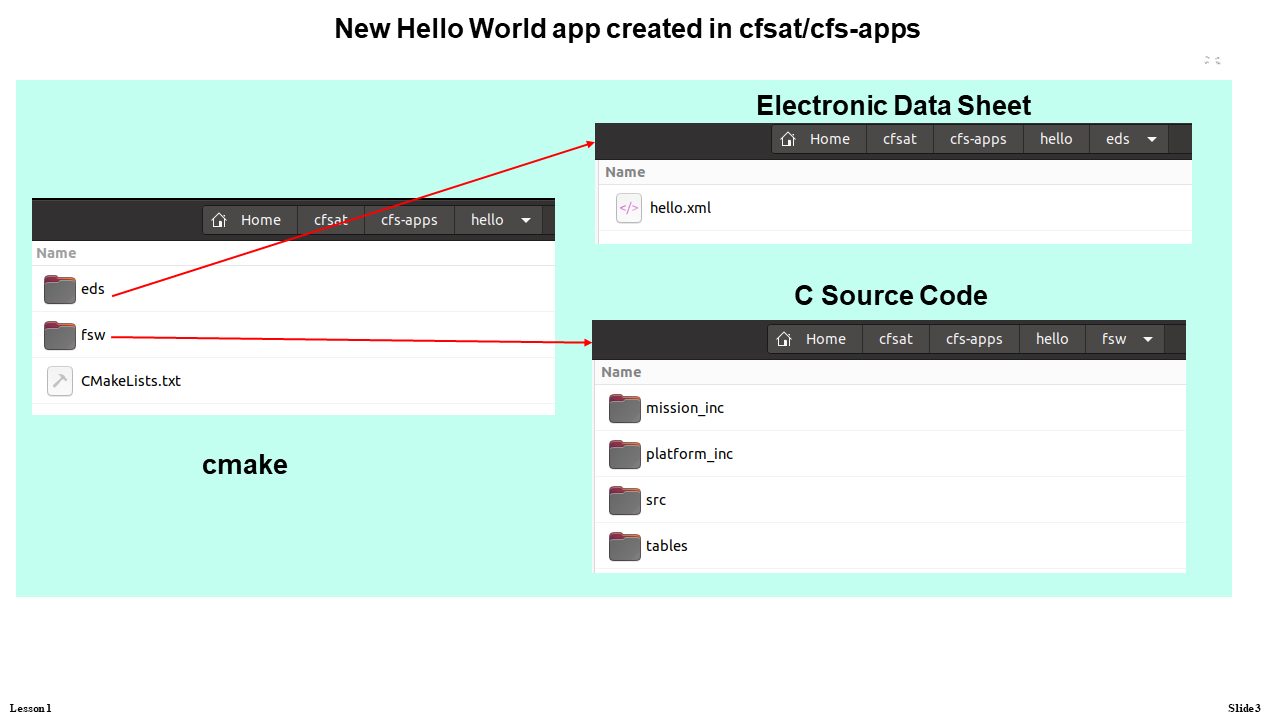 New Hello World app created in cfsat/cfs-apps
Electronic Data Sheet
Home cfsat cfs-apps hello eds
Name
</> hello.xml
Home cfsat cfs-apps hello
Name
eds
fsw
CMakeLists.txt
cmake
C Source Code
Home cfsat cfs-apps hello fsw
Name
mission_inc
platform_inc
src
tables
Lesson 1
Slide 3